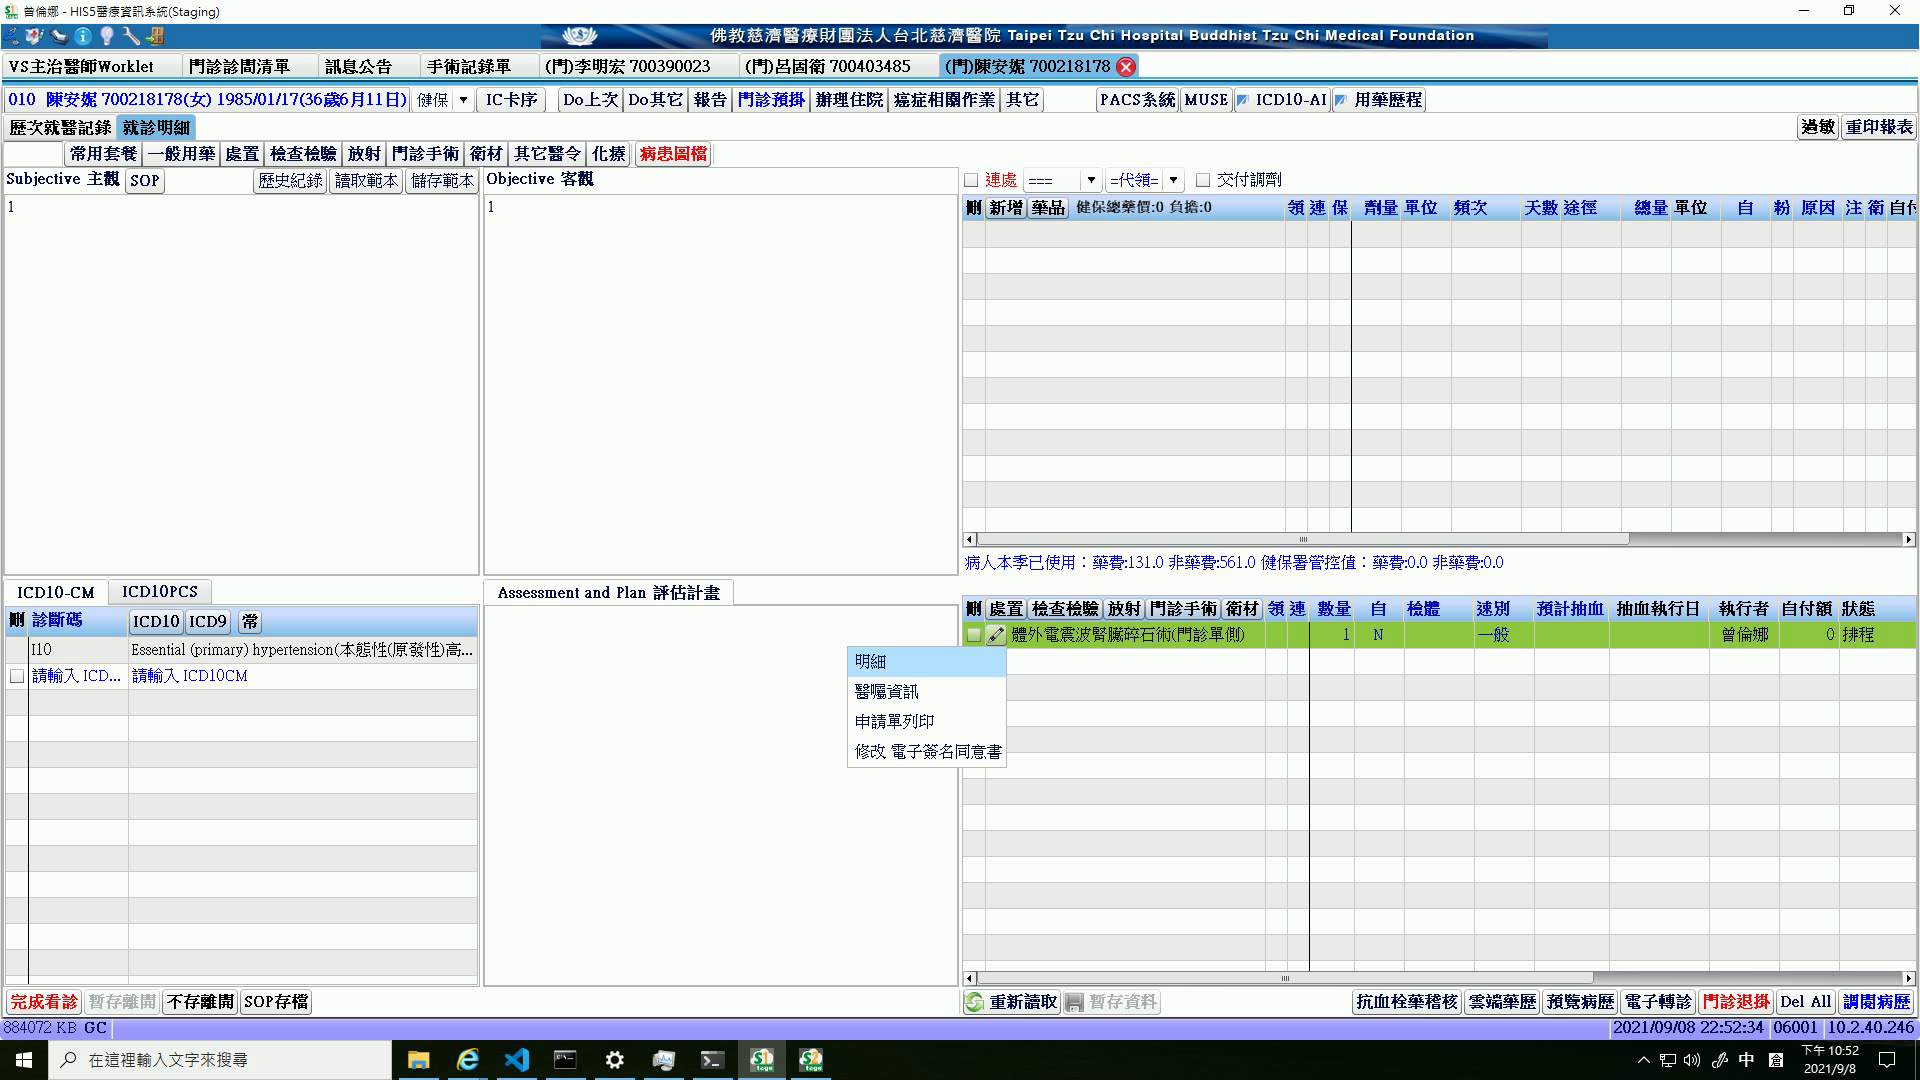 曾倫娜 - HIS5醫療資訊系統(Staging)
佛教慈濟醫療財團法人台北慈濟醫院 Taipei Tzu Chi Hospital Buddhist Tzu Chi Medical Foundation
VS主治醫師Worklet 門診診間清單 訊息公告 手術記錄單 (門)李明宏 700390023 (門)呂固衛 700403485 (門)陳安妮 700218178
010 陳安妮 700218178(女) 1985/01/17(36歲6月11日) 健保 IC卡序 Do上次 Do其它 報告 門診預掛 辦理住院 癌症相關作業 其它 PACS系統 MUSE ICD10-AI 用藥歷程
歷次就醫記錄 就診明細 過敏 重印報表
常用套餐 一般用藥 處置 檢查檢驗 放射 門診手術 衛材 其它醫令 化療 病患圖檔
Subjective 主觀 SOP 歷史紀錄 讀取範本 儲存範本 Objective 客觀 連處 === =代領= 交付調劑
1 1
刪 新增 藥品 健保總藥價:0 負擔:0 領 連 保 劑量 單位 頻次 天數 途徑 總量 單位 自 粉 原因 注 衛 自付
病人本季已使用：藥費:131.0 非藥費:561.0 健保署管控值：藥費:0.0 非藥費:0.0
ICD10-CM ICD10PCS Assessment and Plan 評估計畫
刪 診斷碼 ICD10 ICD9 常
刪 處置 檢查檢驗 放射 門診手術 衛材 領 連 數量 自 檢體 速別 預計抽血 抽血執行日 執行者 自付額 狀態
體外電震波腎臟碎石術(門診單側) 1 N 一般 曾倫娜 0 排程
I10 Essential (primary) hypertension(本態性(原發性)高...
請輸入 ICD... 請輸入 ICD10CM
明細
醫囑資訊
申請單列印
修改 電子簽名同意書
完成看診 暫存離開 不存離開 SOP存檔 重新讀取 暫存資料 抗血栓藥稽核 雲端藥歷 預覽病歷 電子轉診 門診退掛 Del All 調閱病歷
884072 KB GC 2021/09/08 22:52:34 06001 10.2.40.246
在這裡輸入文字來搜尋 中 下午 10:52
2021/9/8